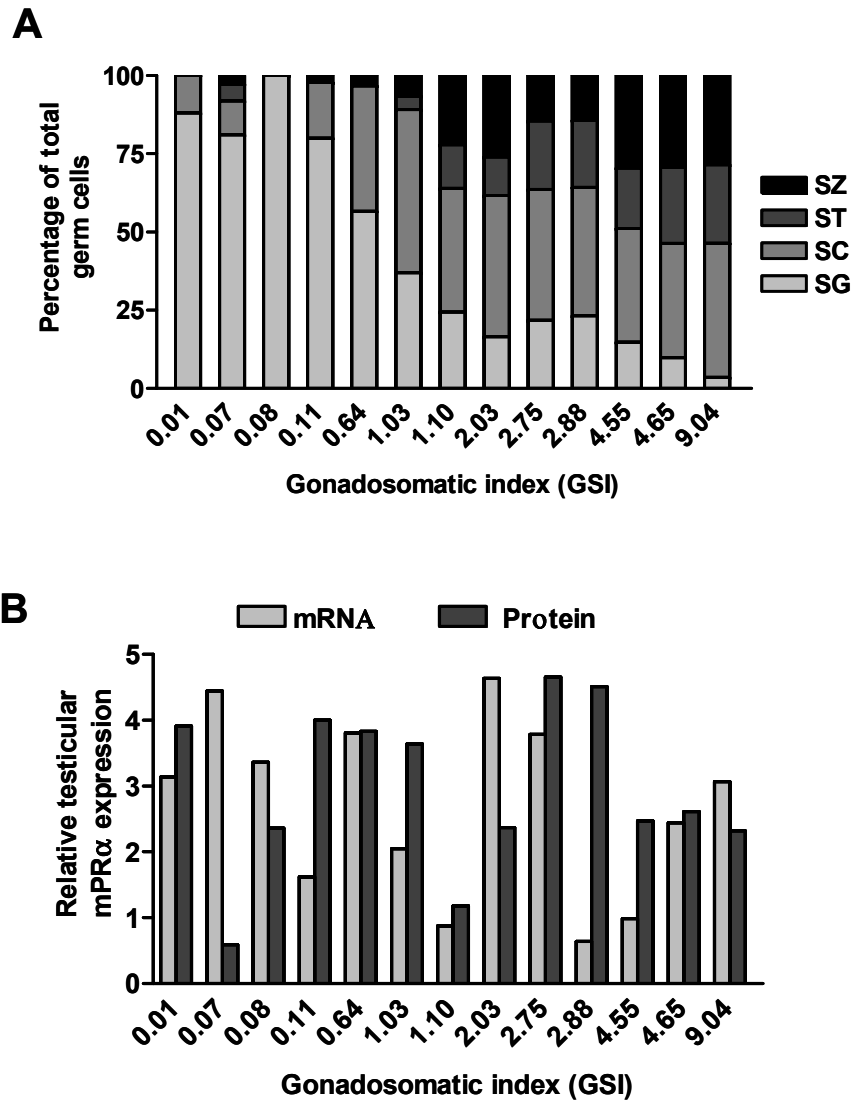 A
Percentage of total
germ cells
100
75
50
25
0
SZ
ST
SC
SG
0.01 0.07 0.08 0.11 0.64 1.03 1.10 2.03 2.75 2.88 4.55 4.65 9.04
Gonadosomatic index (GSI)
B
mRNA Protein
Relative testicular
mPRα expression
5
4
3
2
1
0
0.01 0.07 0.08 0.11 0.64 1.03 1.10 2.03 2.75 2.88 4.55 4.65 9.04
Gonadosomatic index (GSI)